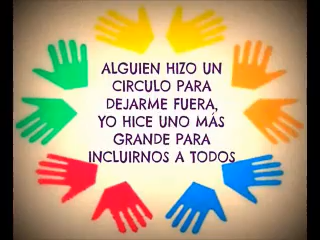 ALGUIEN HIZO UN
CIRCULO PARA
DEJARME FUERA,
YO HICE UNO MÁS
GRANDE PARA
INCLUIRNOS A TODOS